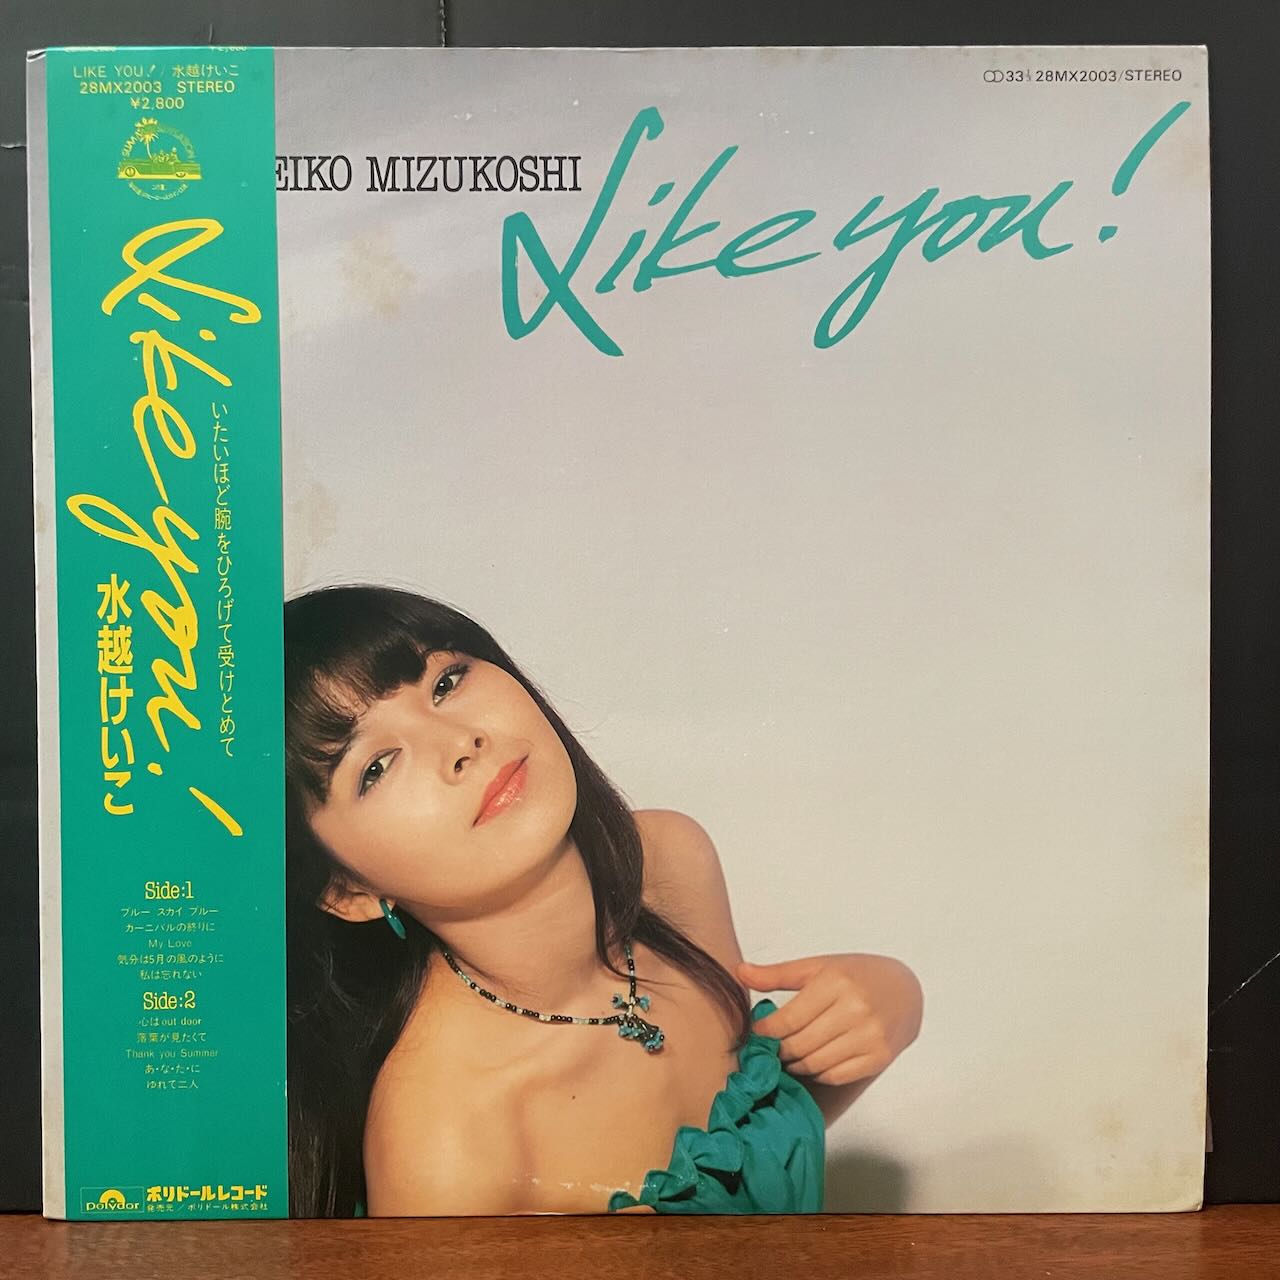 LIKE YOU! / 水越けいこ
28MX2003 STEREO
¥2,800
Like you!
いたいほど腕をひろげて受けとめて
水越けいこ
Side:1
ブルー スカイ ブルー
カーニバルの終りに
My Love
気分は5月の風のように
私は忘れない
Side:2
心はout door
落葉が見たくて
Thank you Summer
あ・な・た・に
ゆれて二人
polydor
ポリドールレコード
発売元/ポリドール株式会社
33⅓ 28MX2003/STEREO
EIKO MIZUKOSHI
Like you!